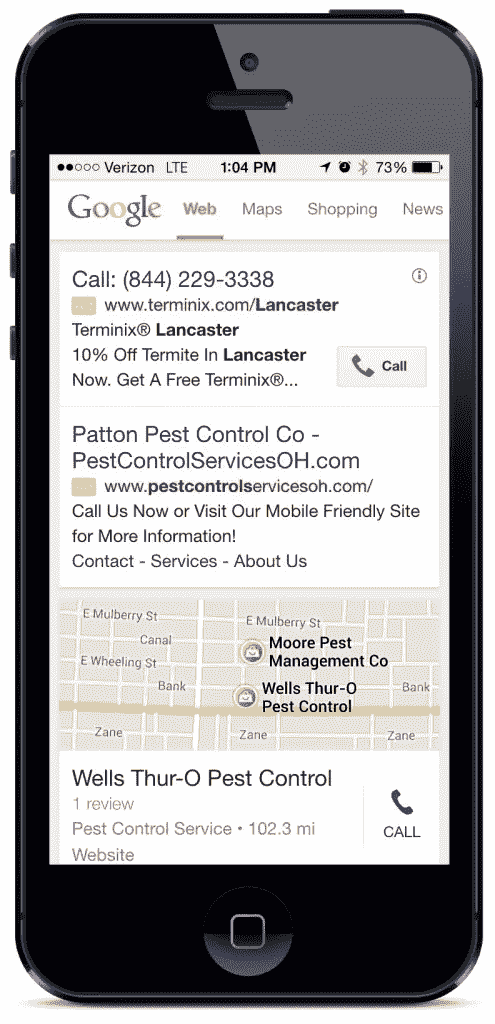 Verizon LTE 1:04 PM 73%
Google Web Maps Shopping News
Call: (844) 229-3338
www.terminix.com/Lancaster
Terminix® Lancaster
10% Off Termite In Lancaster
Now. Get A Free Terminix®...
Call
Patton Pest Control Co -
PestControlServicesOH.com
www.pestcontrolservicesoh.com/
Call Us Now or Visit Our Mobile Friendly Site
for More Information!
Contact - Services - About Us
E Mulberry St
E Mulberry St
Canal
Moore Pest
Management Co
E Wheeling St
Bank
Wells Thur-O
Pest Control
Bank
Zane
Zane
Zane
Wells Thur-O Pest Control
1 review
Pest Control Service • 102.3 mi
Website
CALL